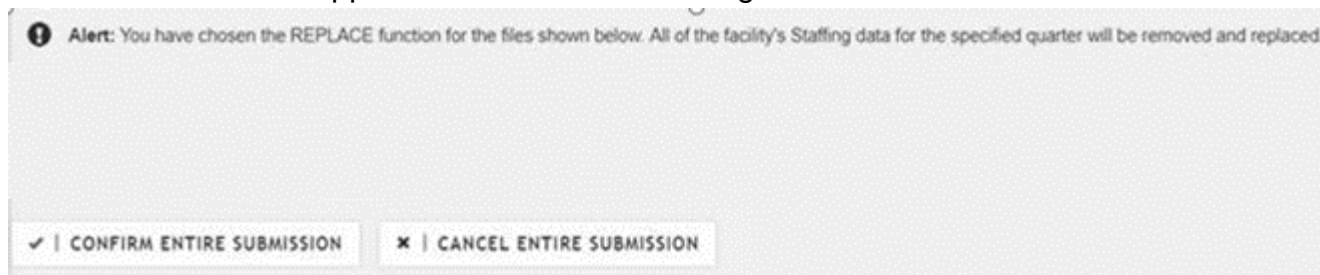 Alert: You have chosen the REPLACE function for the files shown below. All of the facility's Staffing data for the specified quarter will be removed and replaced
✓ | CONFIRM ENTIRE SUBMISSION ✖ | CANCEL ENTIRE SUBMISSION